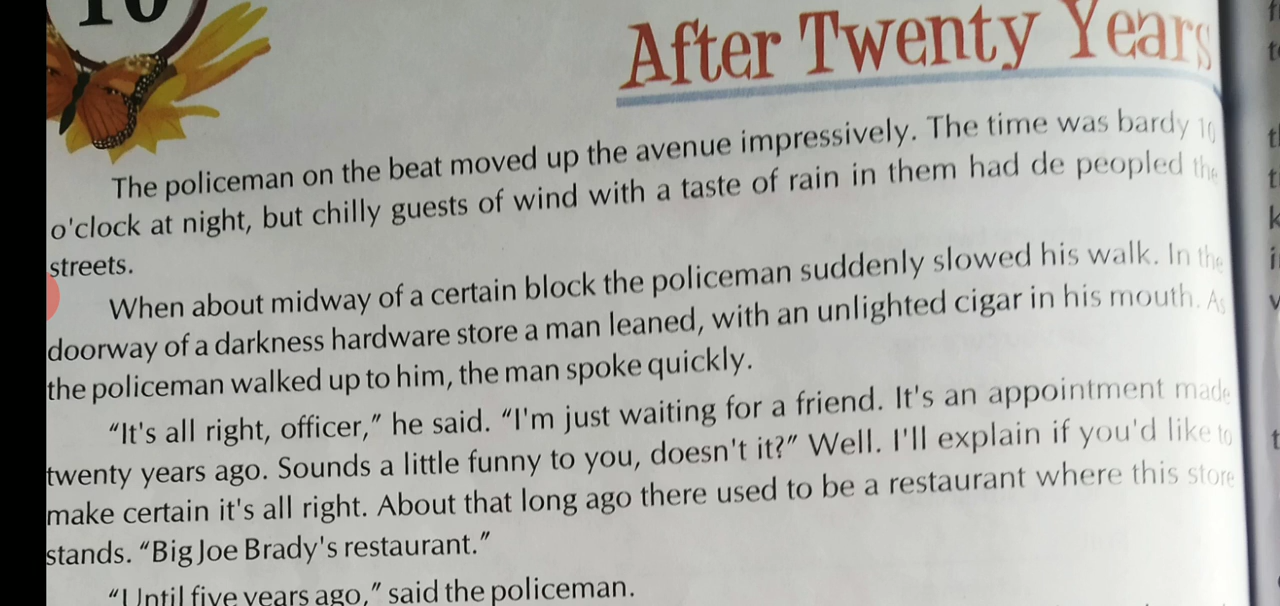 10
After Twenty Years
The policeman on the beat moved up the avenue impressively. The time was bardy 10
o'clock at night, but chilly guests of wind with a taste of rain in them had de peopled the
streets.
When about midway of a certain block the policeman suddenly slowed his walk. In the
doorway of a darkness hardware store a man leaned, with an unlighted cigar in his mouth. As
the policeman walked up to him, the man spoke quickly.
“It's all right, officer,” he said. “I'm just waiting for a friend. It's an appointment made
twenty years ago. Sounds a little funny to you, doesn't it?” Well. I'll explain if you'd like to
make certain it's all right. About that long ago there used to be a restaurant where this store
stands. “Big Joe Brady's restaurant.”
“Until five years ago,” said the policeman.